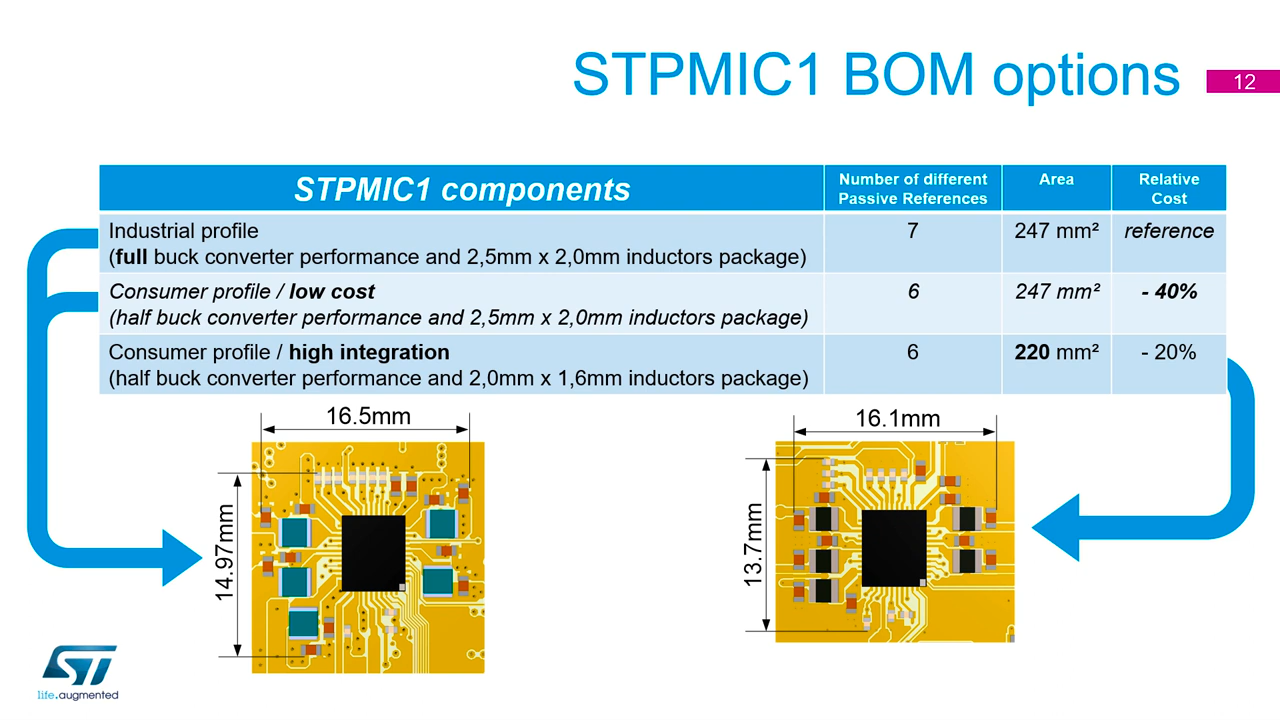 STPMIC1 BOM options
12
STPMIC1 components
Number of different
Passive References
Area
Relative
Cost
Industrial profile
(full buck converter performance and 2,5mm x 2,0mm inductors package)
7
247 mm²
reference
Consumer profile / low cost
(half buck converter performance and 2,5mm x 2,0mm inductors package)
6
247 mm²
- 40%
Consumer profile / high integration
(half buck converter performance and 2,0mm x 1,6mm inductors package)
6
220 mm²
- 20%
16.5mm
16.1mm
14.97mm
13.7mm
ST
life.augmented